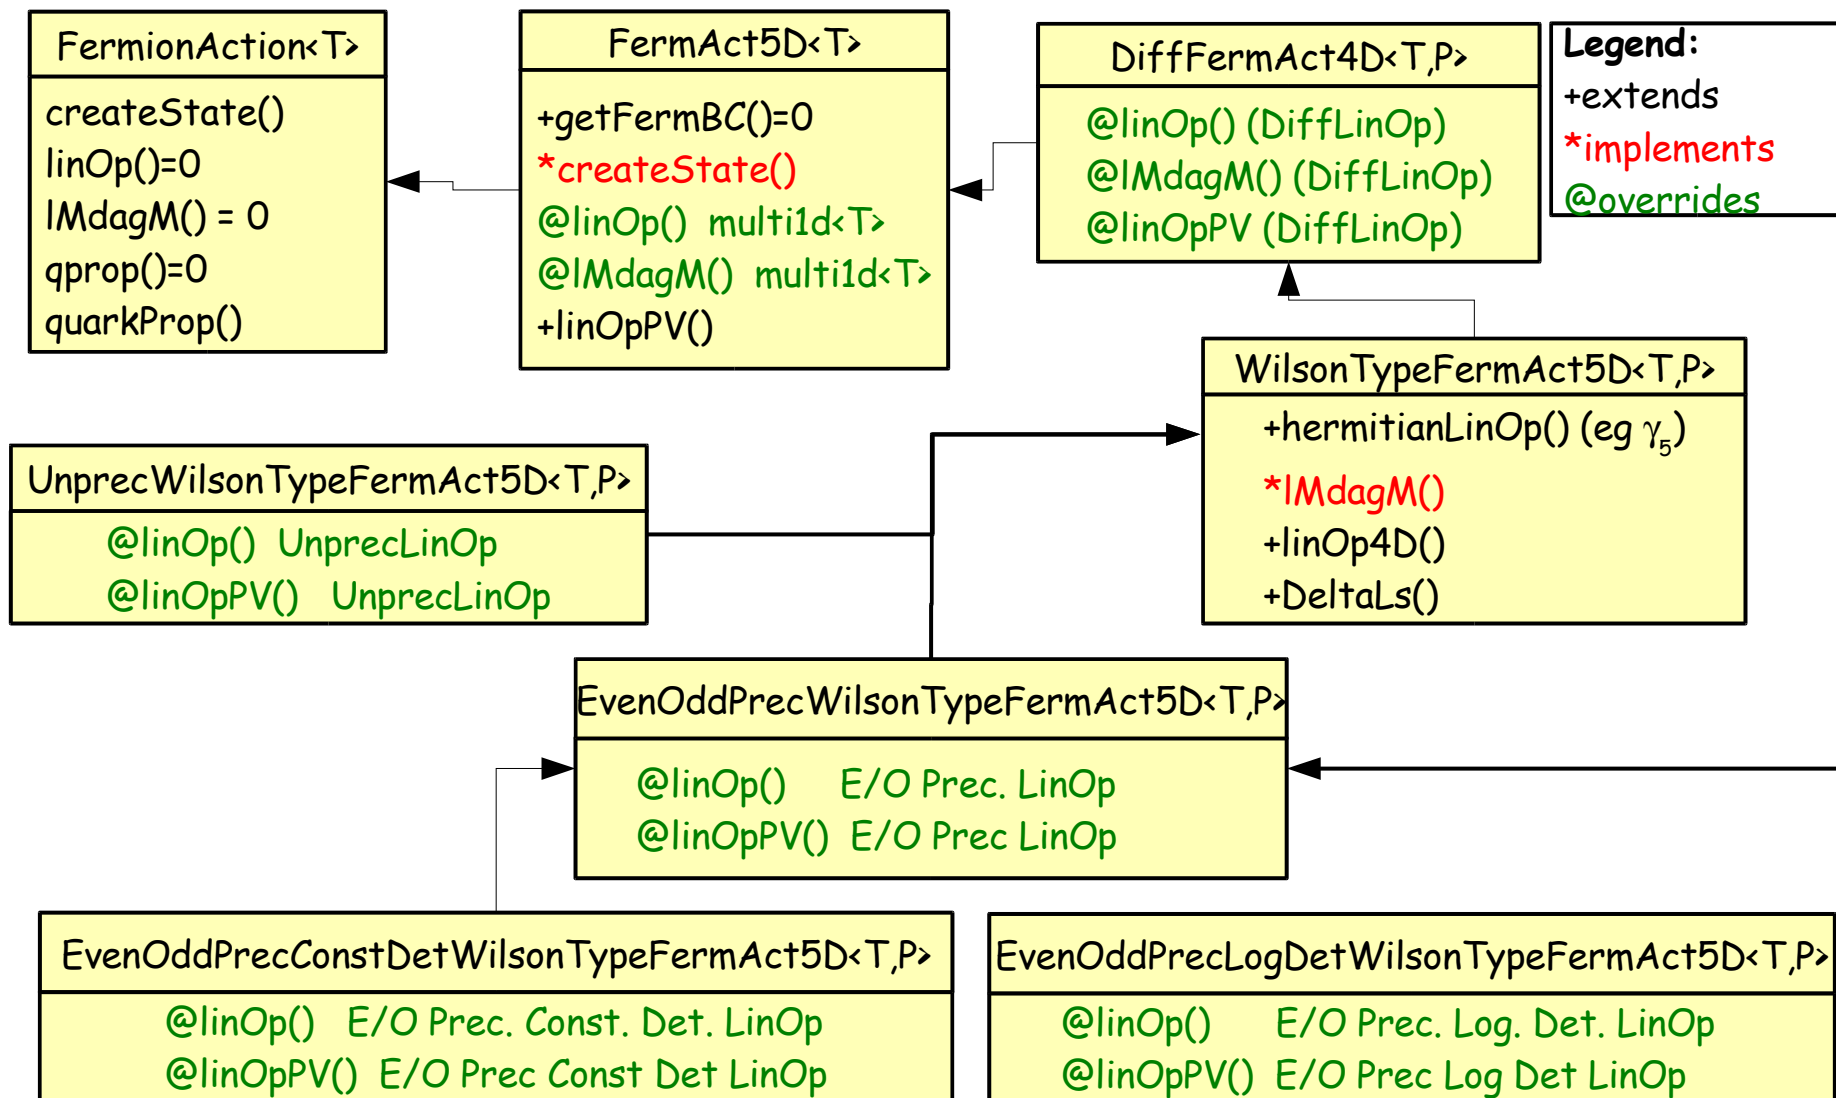 FermionAction<T>
createState()
linOp()=0
lMdagM() = 0
qprop()=0
quarkProp()
FermAct5D<T>
+getFermBC()=0
*createState()
@linOp() multi1d<T>
@lMdagM() multi1d<T>
+linOpPV()
DiffFermAct4D<T,P>
@linOp() (DiffLinOp)
@lMdagM() (DiffLinOp)
@linOpPV (DiffLinOp)
Legend:
+extends
*implements
@overrides
WilsonTypeFermAct5D<T,P>
+hermitianLinOp() (eg γ₅)
*lMdagM()
+linOp4D()
+DeltaLs()
UnprecWilsonTypeFermAct5D<T,P>
@linOp() UnprecLinOp
@linOpPV() UnprecLinOp
EvenOddPrecWilsonTypeFermAct5D<T,P>
@linOp() E/O Prec. LinOp
@linOpPV() E/O Prec LinOp
EvenOddPrecConstDetWilsonTypeFermAct5D<T,P>
@linOp() E/O Prec. Const. Det. LinOp
@linOpPV() E/O Prec Const Det LinOp
EvenOddPrecLogDetWilsonTypeFermAct5D<T,P>
@linOp() E/O Prec. Log. Det. LinOp
@linOpPV() E/O Prec Log Det LinOp